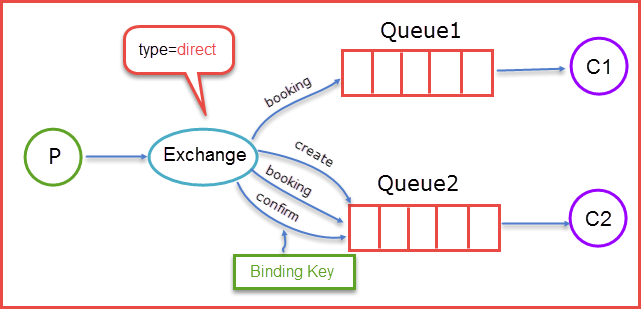 Queue1
type=direct
C1
booking
P
Exchange
create
booking
Queue2
confirm
C2
Binding Key